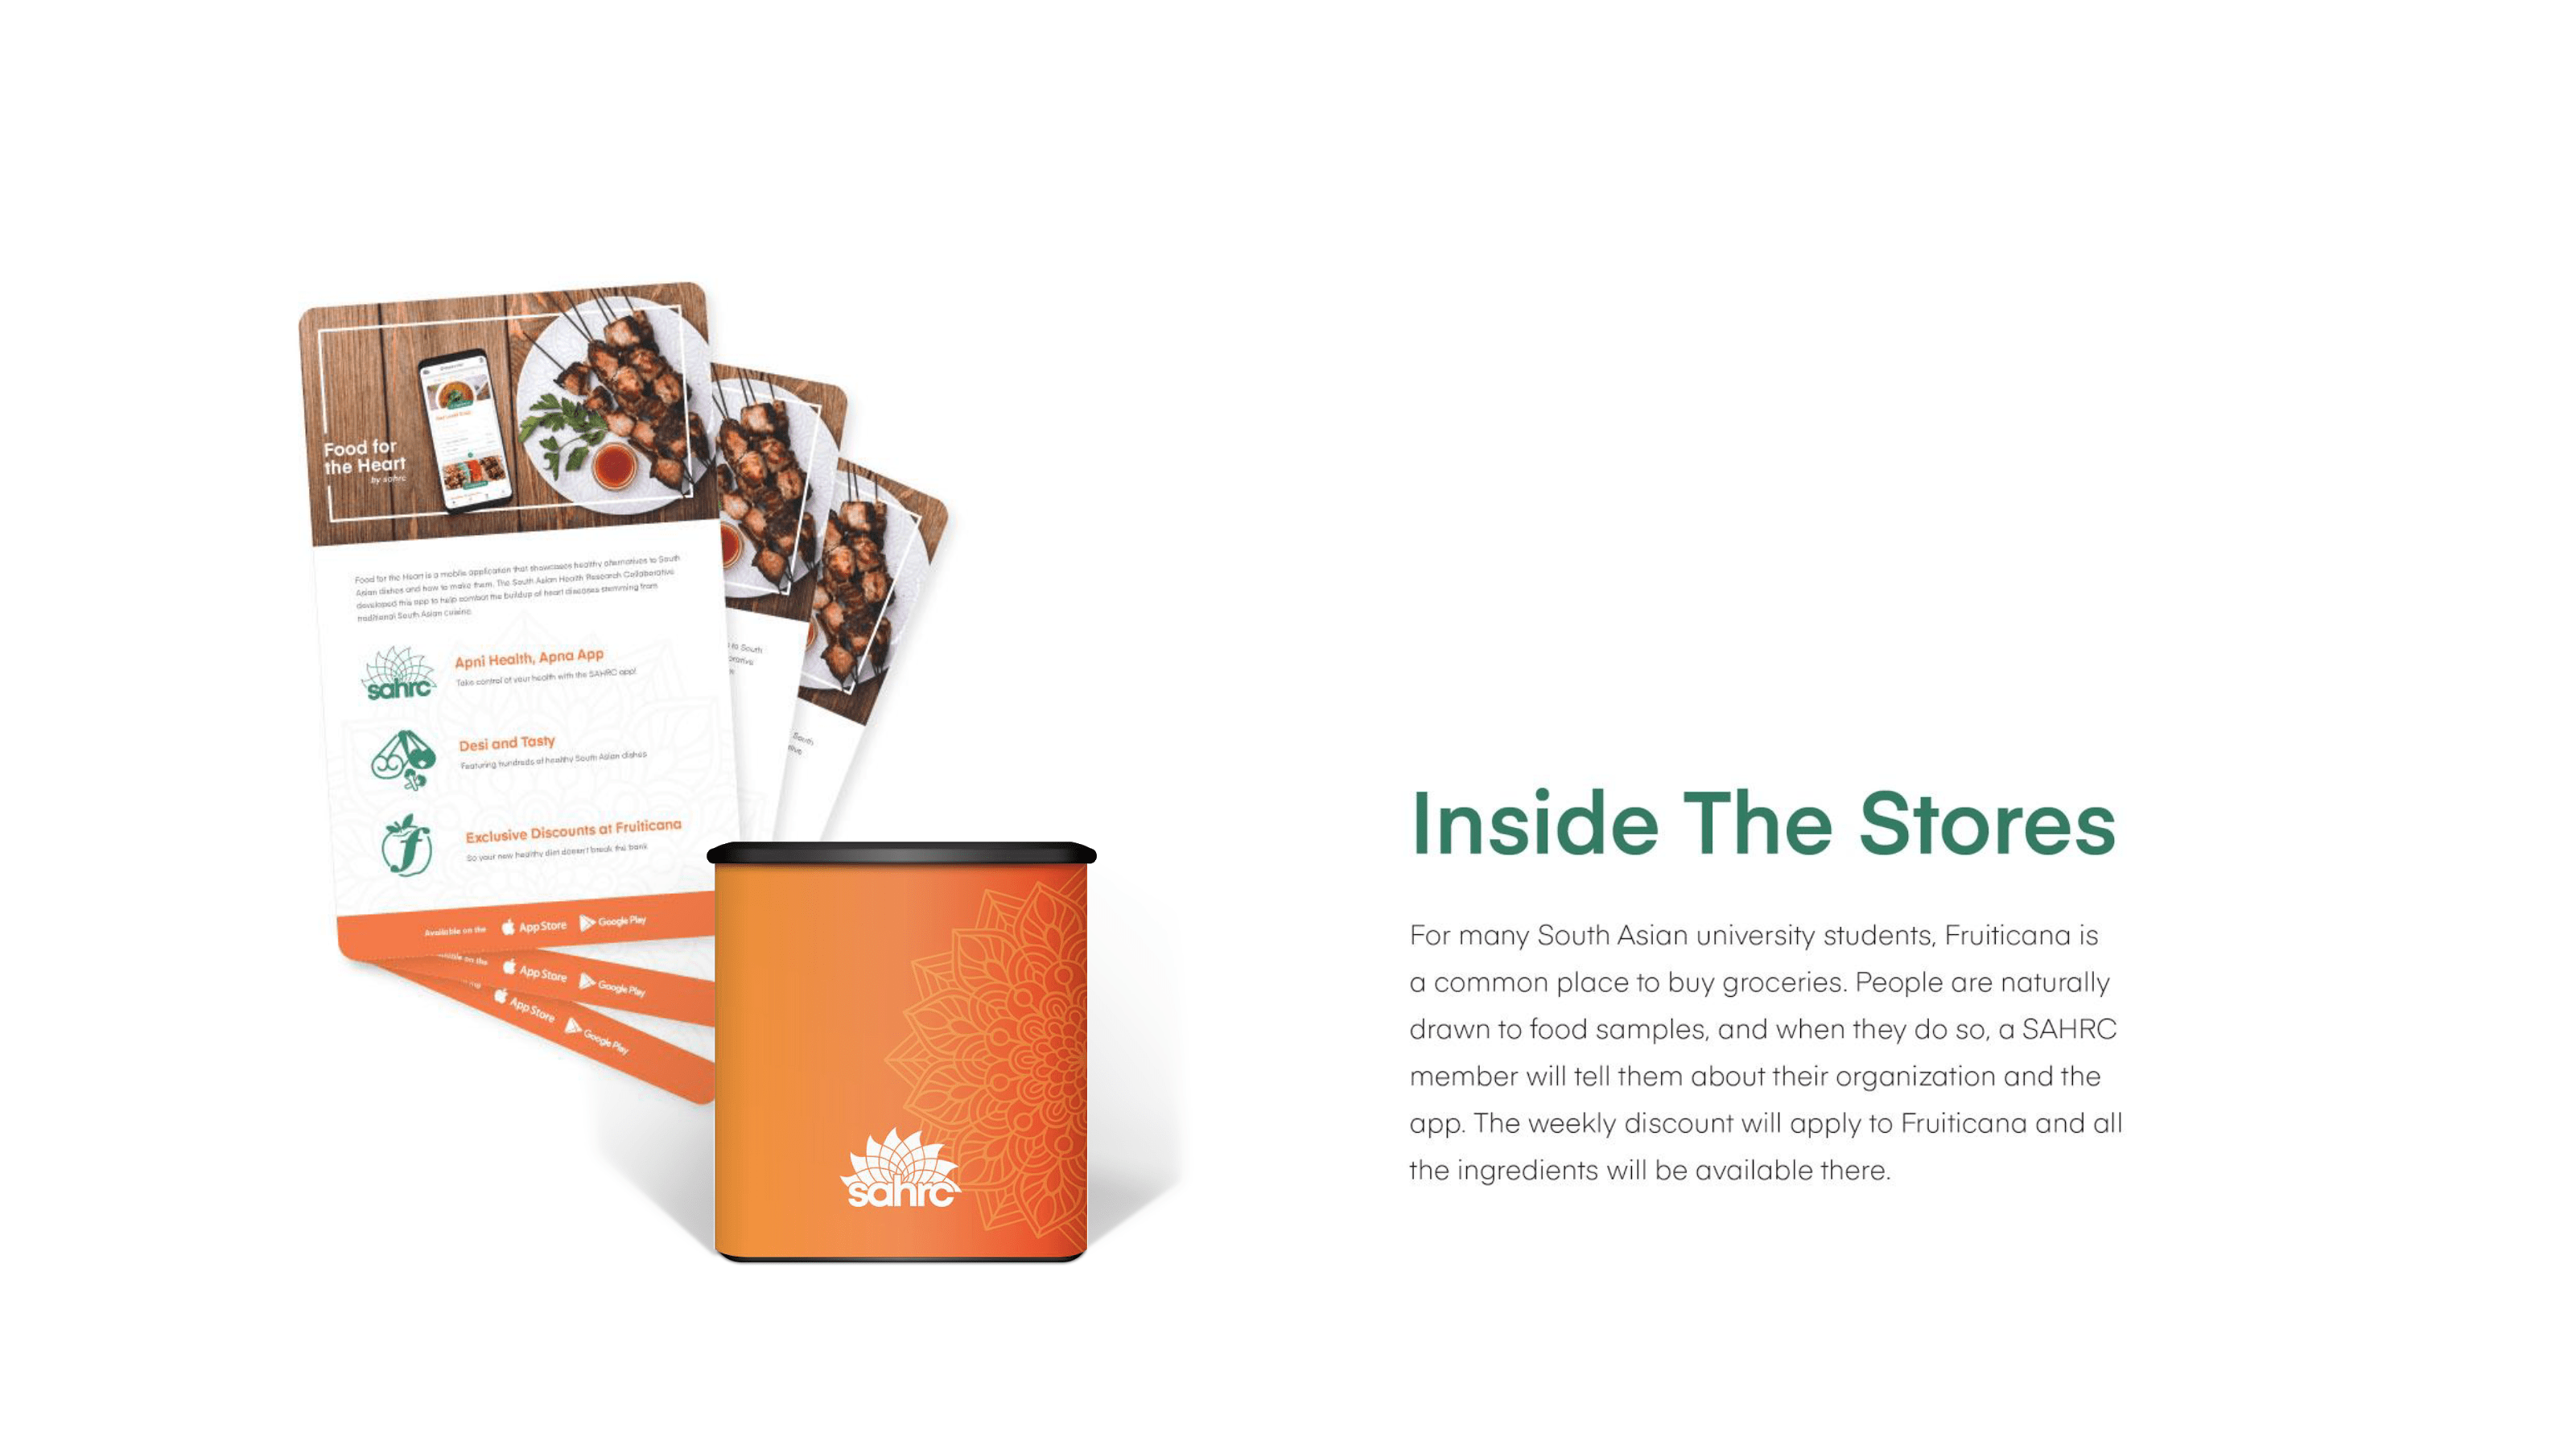 Food for
the Heart
by sahrc
Food for the Heart is a mobile application that showcases healthy alternatives to South
Asian dishes and how to make them. The South Asian Health Research Collaborative
developed this app to help combat the buildup of heart diseases stemming from
traditional South Asian cuisine.
sahrc
Apni Health, Apna App
Take control of your health with the SAHRC app!
Desi and Tasty
Featuring hundreds of healthy South Asian dishes
f
Exclusive Discounts at Fruiticana
So your new healthy diet doesn't break the bank
Available on the App Store Google Play
to South
South
on the App Store Google Play
App Store Google Play
sahrc
Inside The Stores
For many South Asian university students, Fruiticana is
a common place to buy groceries. People are naturally
drawn to food samples, and when they do so, a SAHRC
member will tell them about their organization and the
app. The weekly discount will apply to Fruiticana and all
the ingredients will be available there.